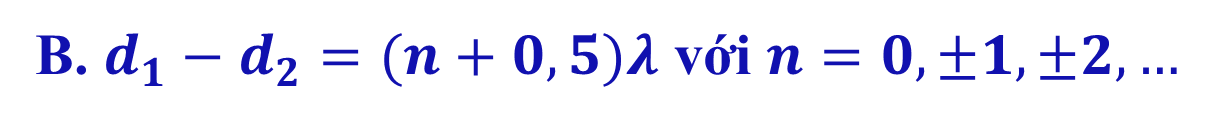 B. d₁ − d₂ = (n + 0, 5)λ với n = 0, ±1, ±2, ...